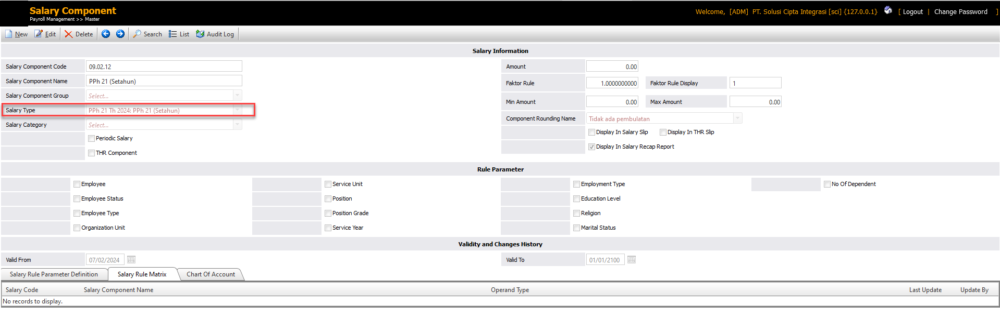 Salary Component
Payroll Management >> Master
Welcome, [ADM] PT. Solusi Cipta Integrasi [sci] {127.0.0.1} [ Logout | Change Password ]
New Edit Delete Search List Audit Log
Salary Information
Salary Component Code 09.02.12
Salary Component Name PPh 21 (Setahun)
Salary Component Group Select...
Salary Type PPh 21 Th 2024: PPh 21 (Setahun)
Salary Category Select...
Periodic Salary
THR Component
Amount 0.00
Faktor Rule 1.0000000000 Faktor Rule Display 1
Min Amount 0.00 Max Amount 0.00
Component Rounding Name Tidak ada pembulatan
Display In Salary Slip Display In THR Slip
Display In Salary Recap Report
Rule Parameter
Employee Service Unit Employment Type No Of Dependent
Employee Status Position Education Level
Employee Type Position Grade Religion
Organization Unit Service Year Marital Status
Validity and Changes History
Valid From 07/02/2024 Valid To 01/01/2100
Salary Rule Parameter Definition Salary Rule Matrix Chart Of Account
Salary Code Salary Component Name Operand Type Last Update Update By
No records to display.